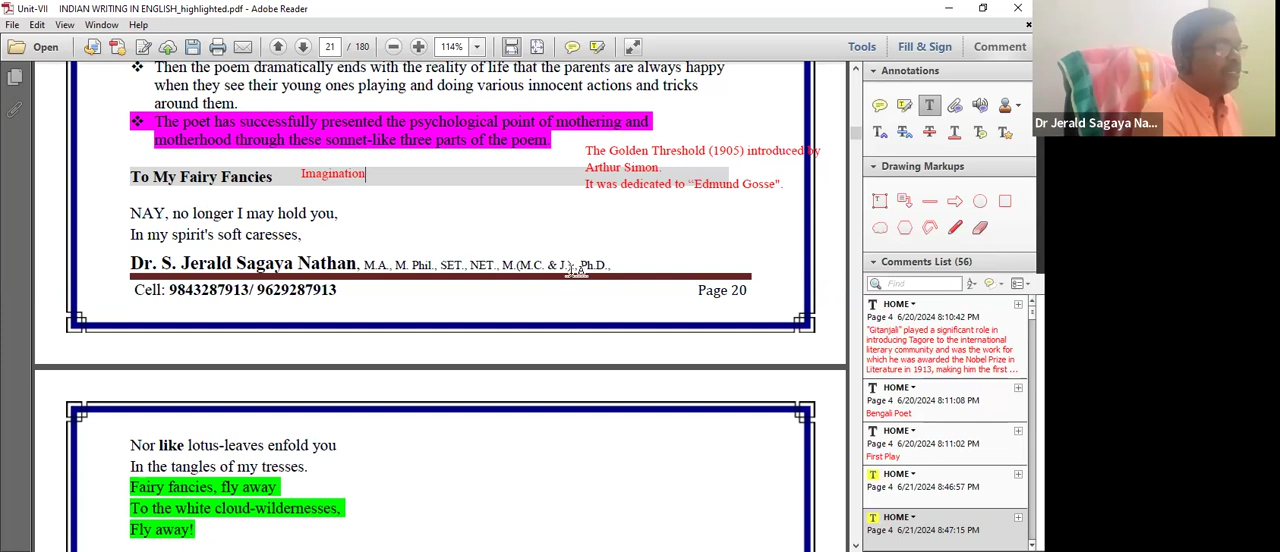 Unit-VII INDIAN WRITING IN ENGLISH_highlighted.pdf - Adobe Reader
File Edit View Window Help
Open 21 / 180 114% Tools Fill & Sign Comment
Then the poem dramatically ends with the reality of life that the parents are always happy
when they see their young ones playing and doing various innocent actions and tricks
around them.
The poet has successfully presented the psychological point of mothering and
motherhood through these sonnet-like three parts of the poem.
The Golden Threshold (1905) introduced by
Arthur Simon.
It was dedicated to “Edmund Gosse".
To My Fairy Fancies Imagination
NAY, no longer I may hold you,
In my spirit's soft caresses,
Dr. S. Jerald Sagaya Nathan, M.A., M. Phil., SET., NET., M.(M.C. & J.)., Ph.D.,
Cell: 9843287913/ 9629287913 Page 20
Nor like lotus-leaves enfold you
In the tangles of my tresses.
Fairy fancies, fly away
To the white cloud-wildernesses,
Fly away!
Annotations
Drawing Markups
Comments List (56)
Find
HOME
Page 4 6/20/2024 8:10:42 PM
"Gitanjali" played a significant role in
introducing Tagore to the international
literary community and was the work for
which he was awarded the Nobel Prize in
Literature in 1913, making him the first ...
HOME
Page 4 6/20/2024 8:11:08 PM
Bengali Poet
HOME
Page 4 6/20/2024 8:11:02 PM
First Play
HOME
Page 4 6/21/2024 8:46:57 PM
HOME
Page 4 6/21/2024 8:47:15 PM
Dr Jerald Sagaya Na...